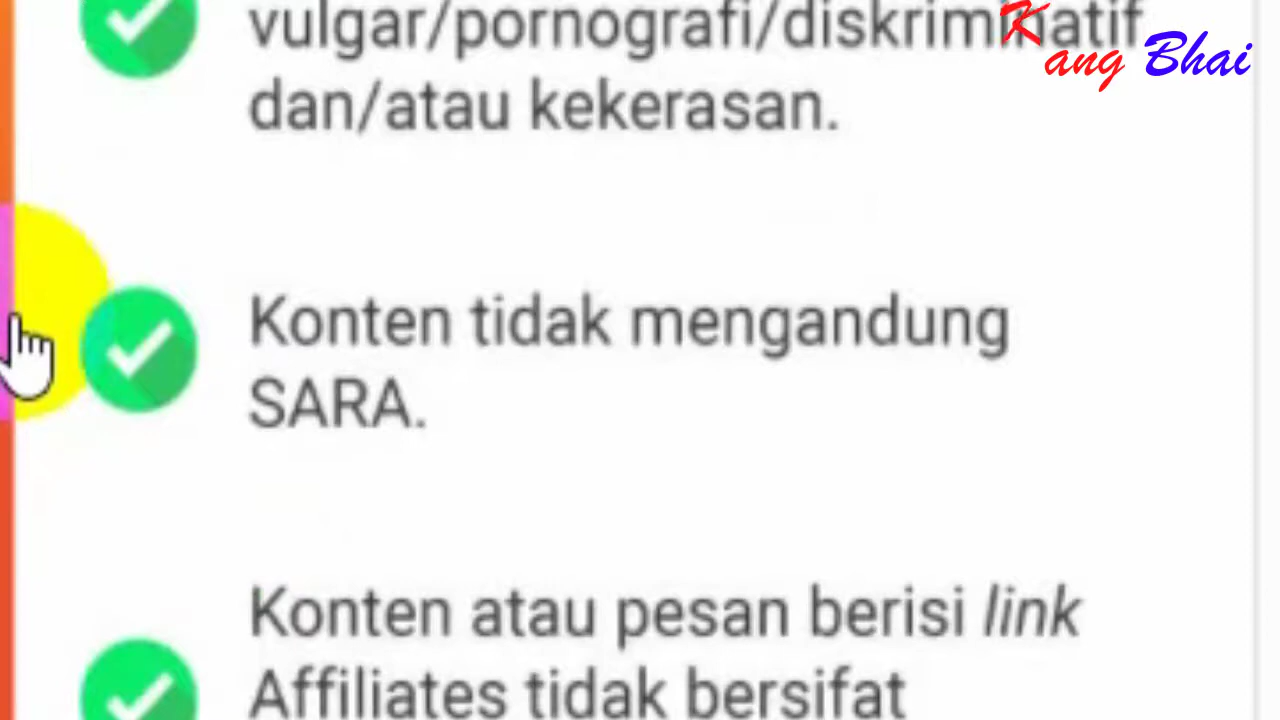 vulgar/pornografi/diskriminatif
dan/atau kekerasan.
Kang Bhai
Konten tidak mengandung
SARA.
Konten atau pesan berisi link
Affiliates tidak bersifat